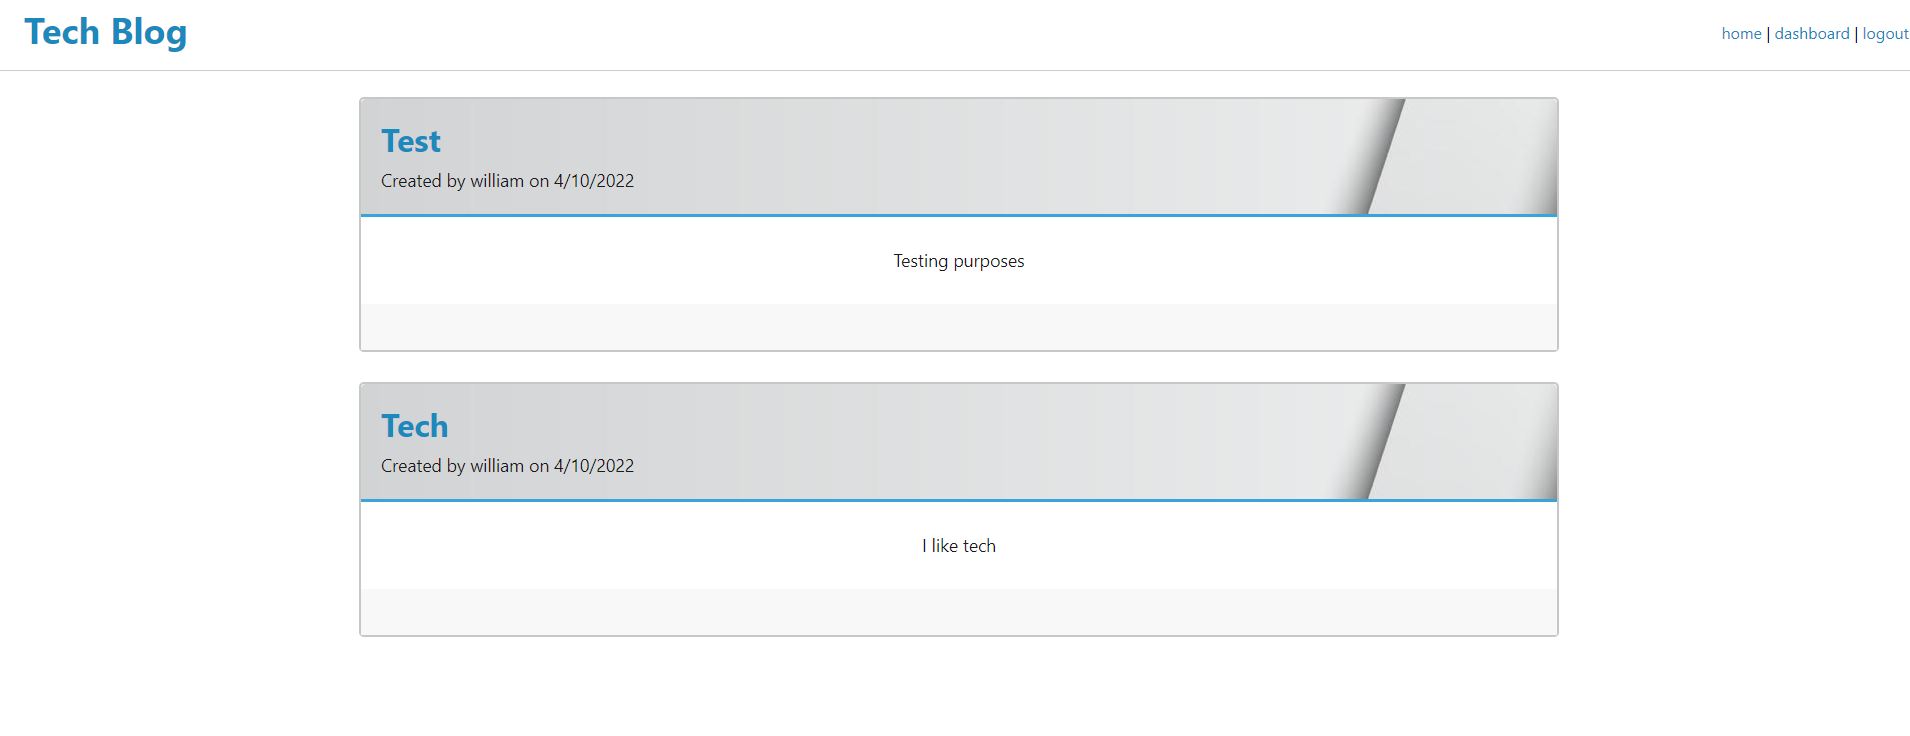 Tech Blog
home | dashboard | logout
Test
Created by william on 4/10/2022
Testing purposes
Tech
Created by william on 4/10/2022
I like tech